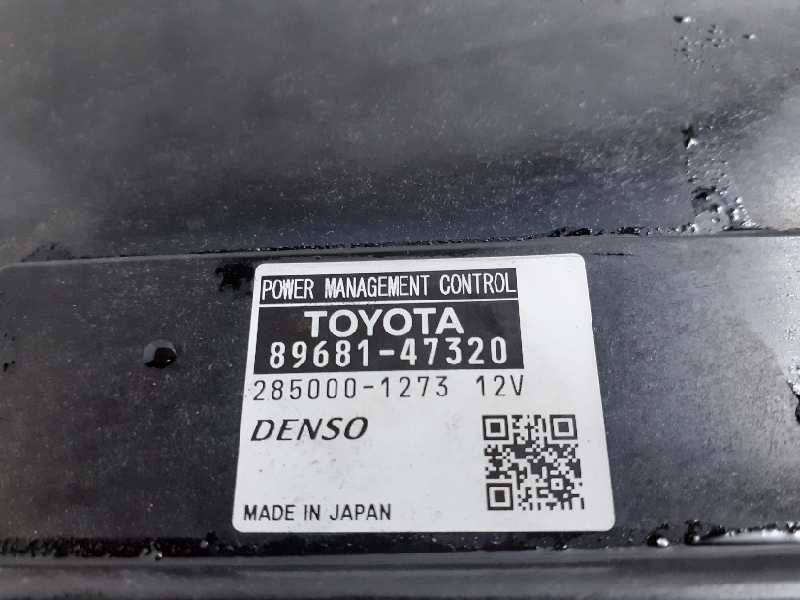 POWER MANAGEMENT CONTROL
TOYOTA
89681-47320
285000-1273 12V
DENSO
MADE IN JAPAN